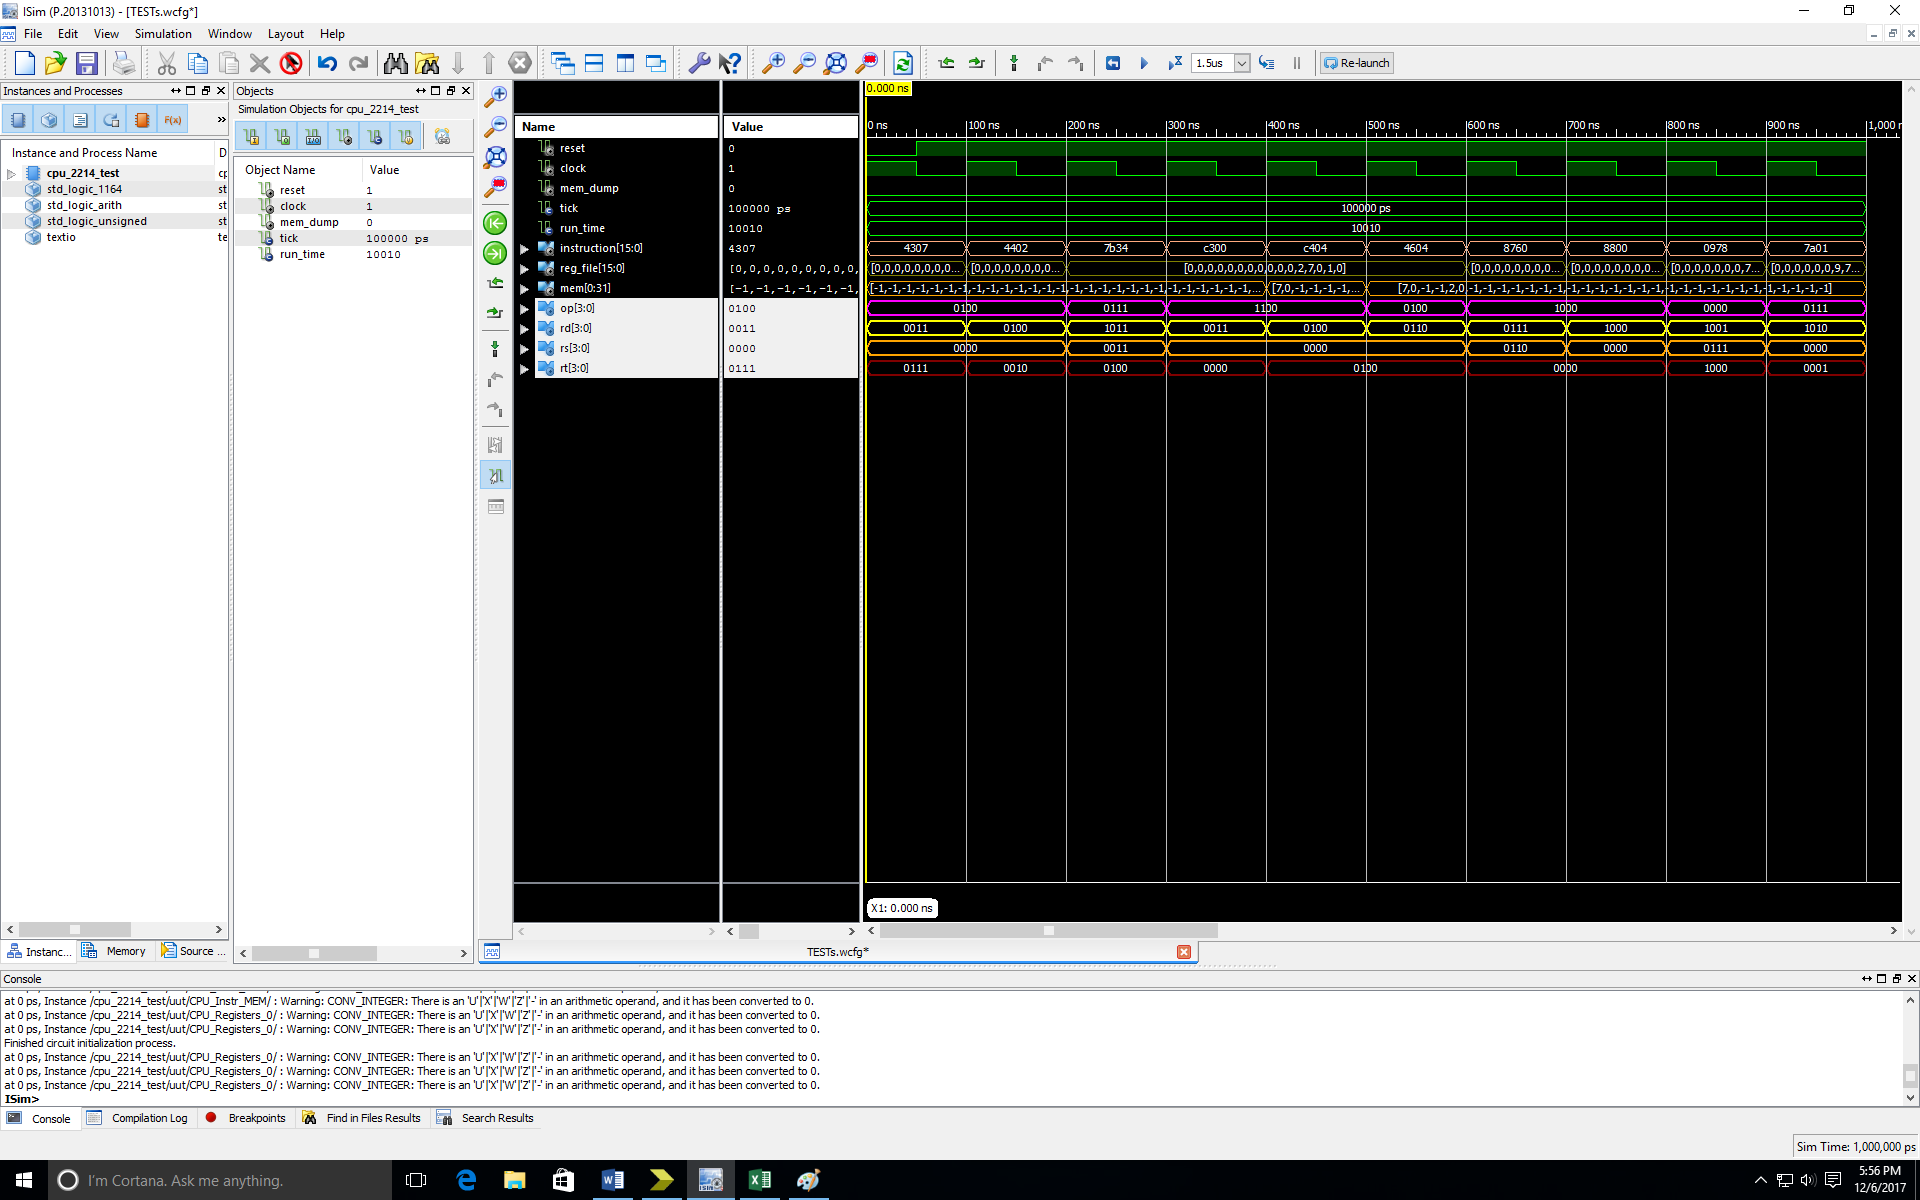 ISim (P.20131013) - [TESTs.wcfg*]
File Edit View Simulation Window Layout Help
1.5us Re-launch
Instances and Processes
F(x) »
Instance and Process Name D
cpu_2214_test cp
std_logic_1164 st
std_logic_arith st
std_logic_unsigned st
textio te
Instanc... Memory Source ...
Objects
Simulation Objects for cpu_2214_test
Object Name Value
reset 1
clock 1
mem_dump 0
tick 100000 ps
run_time 10010
0.000 ns
Name Value 0 ns 100 ns 200 ns 300 ns 400 ns 500 ns 600 ns 700 ns 800 ns 900 ns 1,000 n
reset 0
clock 1
mem_dump 0
tick 100000 ps 100000 ps
run_time 10010 10010
instruction[15:0] 4307 4307 4402 7b34 c300 c404 4604 8760 8800 0978 7a01
reg_file[15:0] [0,0,0,0,0,0,0,0,0, [0,0,0,0,0,0,0,0... [0,0,0,0,0,0,0,0... [0,0,0,0,0,0,0,0,0,0,0,0,2,7,0,1,0] [0,0,0,0,0,0,0,0... [0,0,0,0,0,0,0,0... [0,0,0,0,0,0,0,7... [0,0,0,0,0,0,9,7...
mem[0:31] [-1,-1,-1,-1,-1,-1, [-1,-1,-1,-1,-1,-1,-1,-1,-1,-1,-1,-1,-1,-1,-1,-1,-1,-1,-1,-1,-1,-1,-1,-1,... [7,0,-1,-1,-1,-1,... [7,0,-1,-1,2,0,-1,-1,-1,-1,-1,-1,-1,-1,-1,-1,-1,-1,-1,-1,-1,-1,-1,-1,-1,-1]
op[3:0] 0100 0100 0111 1100 0100 1000 0000 0111
rd[3:0] 0011 0011 0100 1011 0011 0100 0110 0111 1000 1001 1010
rs[3:0] 0000 0000 0011 0000 0110 0000 0111 0000
rt[3:0] 0111 0111 0010 0100 0000 0100 0000 1000 0001
X1: 0.000 ns
TESTs.wcfg*
Console
at 0 ps, Instance /cpu_2214_test/uut/CPU_Instr_MEM/ : Warning: CONV_INTEGER: There is an 'U'|'X'|'W'|'Z'|'-' in an arithmetic operand, and it has been converted to 0.
at 0 ps, Instance /cpu_2214_test/uut/CPU_Registers_0/ : Warning: CONV_INTEGER: There is an 'U'|'X'|'W'|'Z'|'-' in an arithmetic operand, and it has been converted to 0.
at 0 ps, Instance /cpu_2214_test/uut/CPU_Registers_0/ : Warning: CONV_INTEGER: There is an 'U'|'X'|'W'|'Z'|'-' in an arithmetic operand, and it has been converted to 0.
Finished circuit initialization process.
at 0 ps, Instance /cpu_2214_test/uut/CPU_Registers_0/ : Warning: CONV_INTEGER: There is an 'U'|'X'|'W'|'Z'|'-' in an arithmetic operand, and it has been converted to 0.
at 0 ps, Instance /cpu_2214_test/uut/CPU_Registers_0/ : Warning: CONV_INTEGER: There is an 'U'|'X'|'W'|'Z'|'-' in an arithmetic operand, and it has been converted to 0.
at 0 ps, Instance /cpu_2214_test/uut/CPU_Registers_0/ : Warning: CONV_INTEGER: There is an 'U'|'X'|'W'|'Z'|'-' in an arithmetic operand, and it has been converted to 0.
ISim>
Console Compilation Log Breakpoints Find in Files Results Search Results
Sim Time: 1,000,000 ps
I'm Cortana. Ask me anything.
5:56 PM
12/6/2017